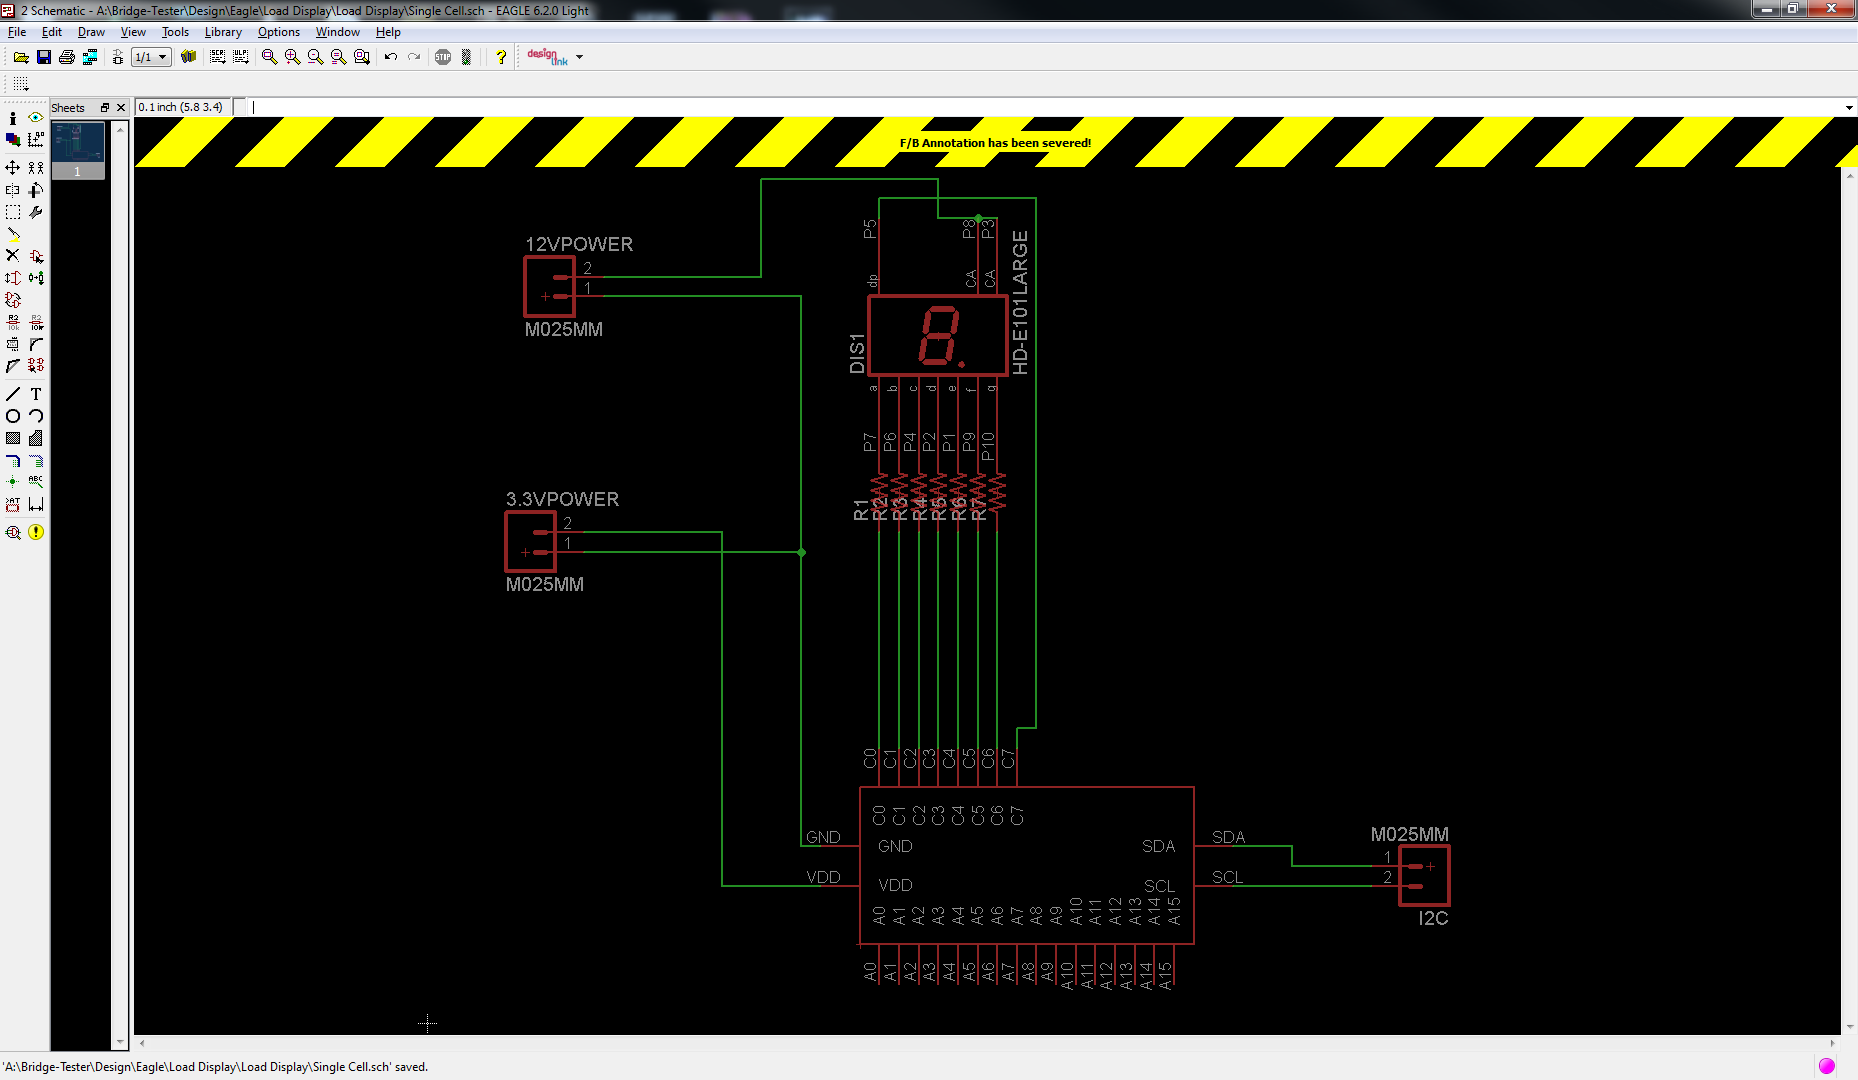 2 Schematic - A:\Bridge-Tester\Design\Eagle\Load Display\Load Display\Single Cell.sch - EAGLE 6.2.0 Light
File Edit Draw View Tools Library Options Window Help
1/1 SCR ULP STOP ? design link
Sheets
0.1 inch (5.8 3.4)
1
F/B Annotation has been severed!
P5 P8 P3
dp CA CA
12VPOWER
2
1
M025MM
DIS1
HD-E101LARGE
a b c d e f g
P7 P6 P4 P2 P1 P9 P10
R1 R2 R3 R4 R5 R6 R7
3.3VPOWER
2
1
M025MM
C0 C1 C2 C3 C4 C5 C6 C7
C0 C1 C2 C3 C4 C5 C6 C7
GND GND SDA SDA
VDD VDD SCL SCL
A0 A1 A2 A3 A4 A5 A6 A7 A8 A9 A10 A11 A12 A13 A14 A15
A0 A1 A2 A3 A4 A5 A6 A7 A8 A9 A10 A11 A12 A13 A14 A15
M025MM
1
2
I2C
'A:\Bridge-Tester\Design\Eagle\Load Display\Load Display\Single Cell.sch' saved.